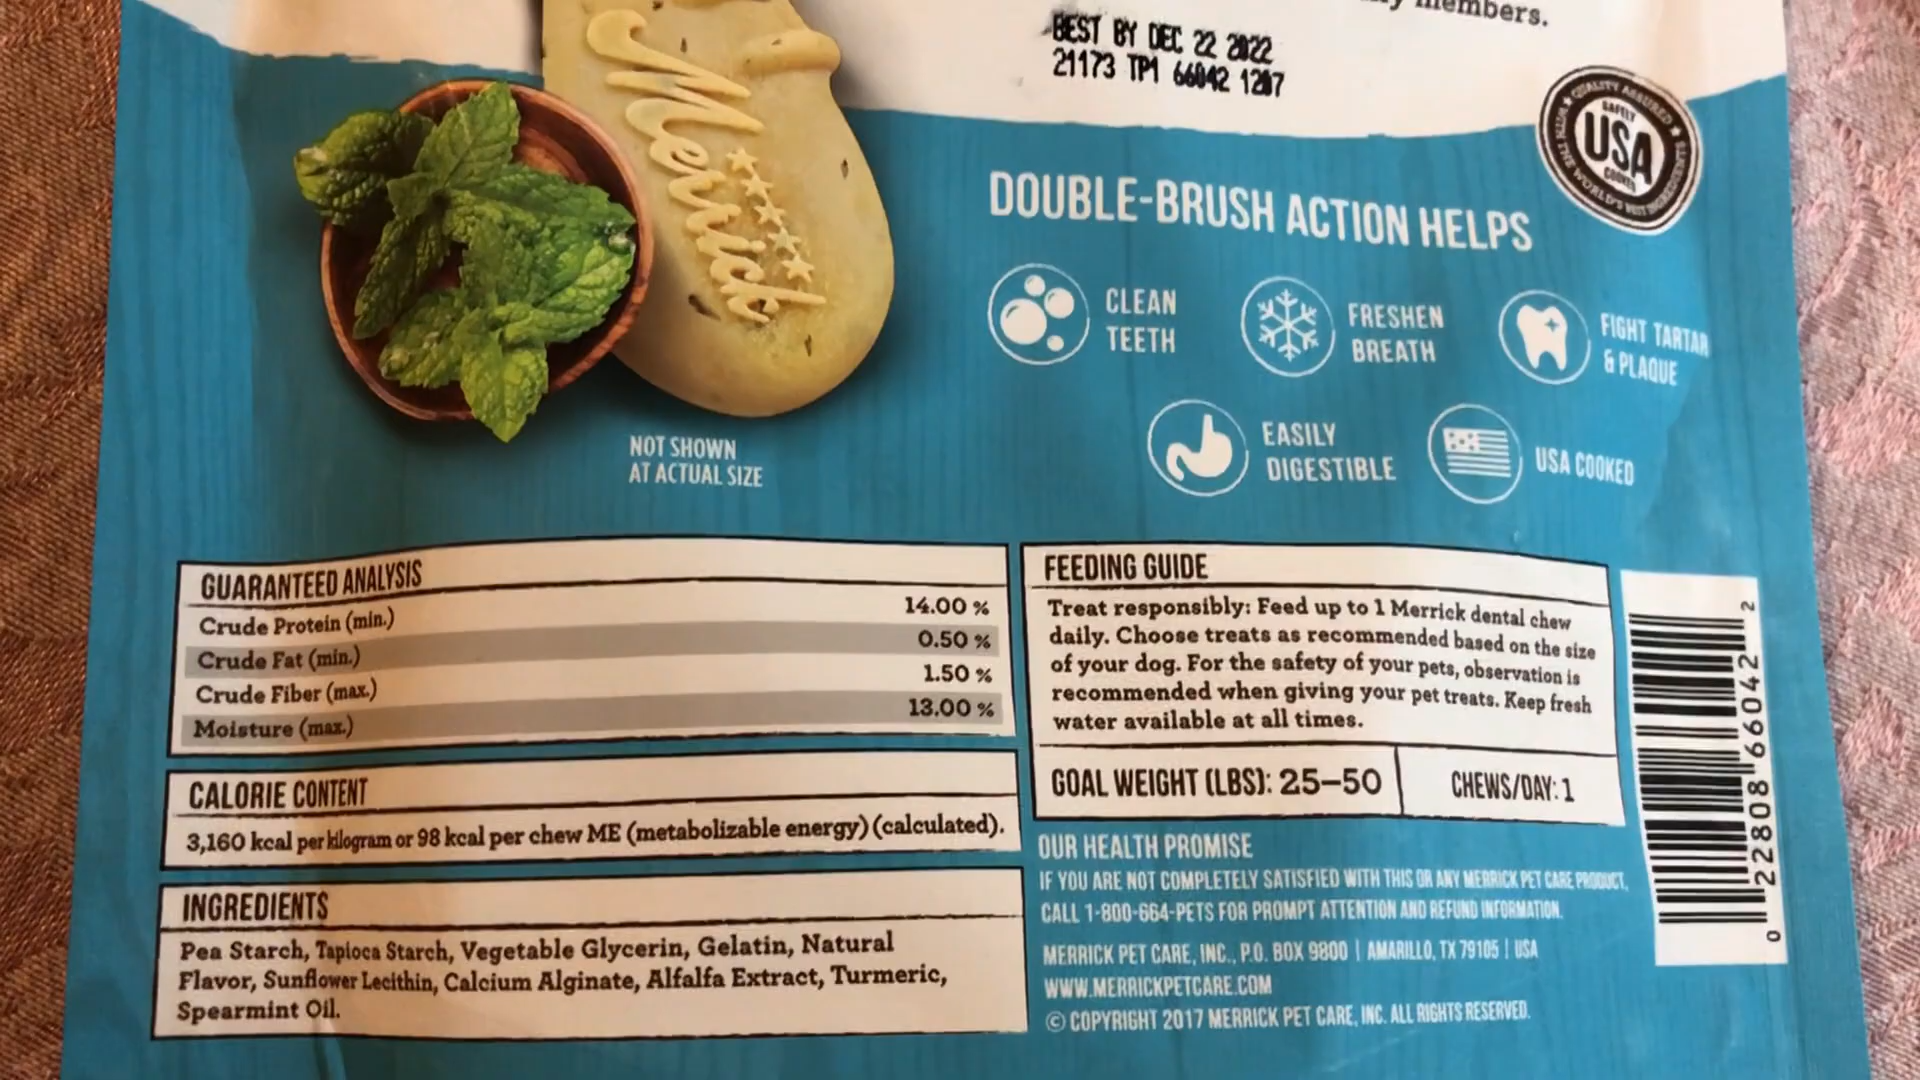 members.
BEST BY DEC 22 2022
21173 TP1 66042 1207
QUALITY ASSURED
SAFELY
USA
COOKED
WITH THE WORLD'S BEST INGREDIENTS
Merrick
DOUBLE-BRUSH ACTION HELPS
CLEAN
TEETH
FRESHEN
BREATH
FIGHT TARTAR
& PLAQUE
EASILY
DIGESTIBLE
USA COOKED
NOT SHOWN
AT ACTUAL SIZE
GUARANTEED ANALYSIS
Crude Protein (min.) 14.00 %
Crude Fat (min.) 0.50 %
Crude Fiber (max.) 1.50 %
Moisture (max.) 13.00 %
CALORIE CONTENT
3,160 kcal per kilogram or 98 kcal per chew ME (metabolizable energy) (calculated).
INGREDIENTS
Pea Starch, Tapioca Starch, Vegetable Glycerin, Gelatin, Natural
Flavor, Sunflower Lecithin, Calcium Alginate, Alfalfa Extract, Turmeric,
Spearmint Oil.
FEEDING GUIDE
Treat responsibly: Feed up to 1 Merrick dental chew
daily. Choose treats as recommended based on the size
of your dog. For the safety of your pets, observation is
recommended when giving your pet treats. Keep fresh
water available at all times.
GOAL WEIGHT (LBS): 25–50
CHEWS/DAY: 1
OUR HEALTH PROMISE
IF YOU ARE NOT COMPLETELY SATISFIED WITH THIS OR ANY MERRICK PET CARE PRODUCT,
CALL 1-800-664-PETS FOR PROMPT ATTENTION AND REFUND INFORMATION.
MERRICK PET CARE, INC., P.O. BOX 9800 | AMARILLO, TX 79105 | USA
WWW.MERRICKPETCARE.COM
© COPYRIGHT 2017 MERRICK PET CARE, INC. ALL RIGHTS RESERVED.
0 22808 66042 2